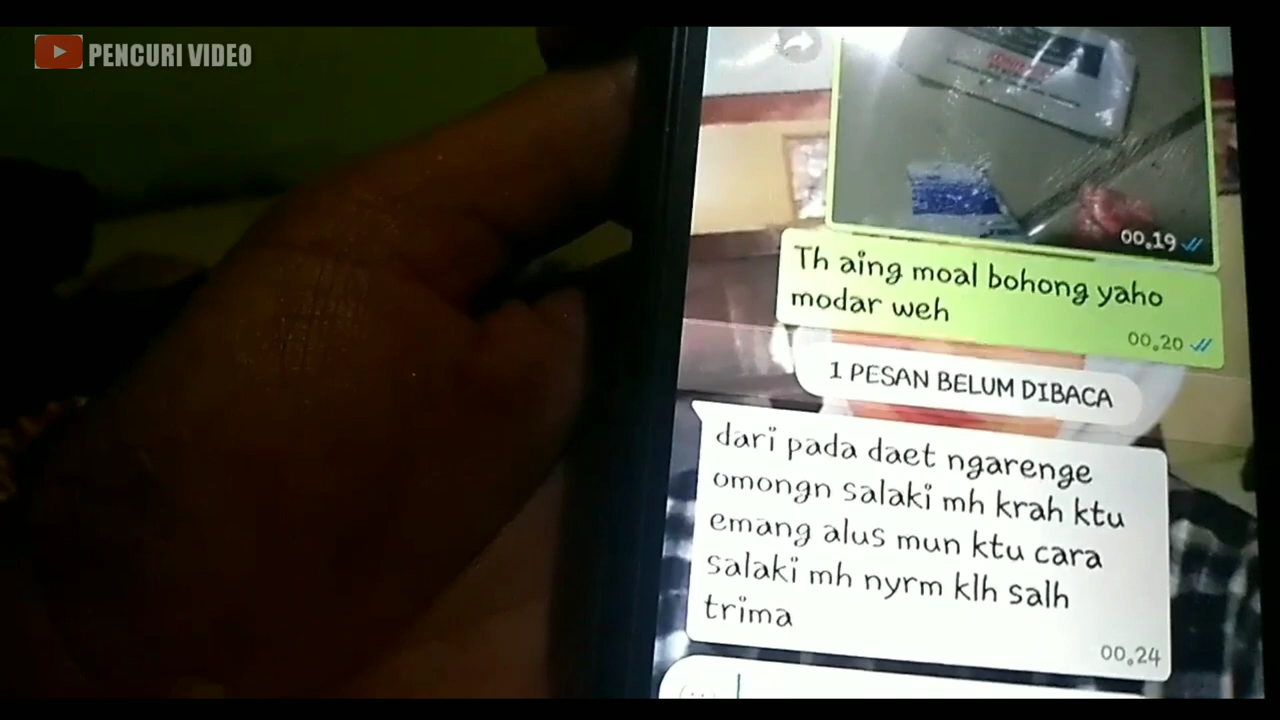 PENCURI VIDEO
00.19
Th aing moal bohong yaho
modar weh
00.20
1 PESAN BELUM DIBACA
dari pada daet ngarenge
omongn salaki mh krah ktu
emang alus mun ktu cara
salaki mh nyrm klh salh
trima
00.24